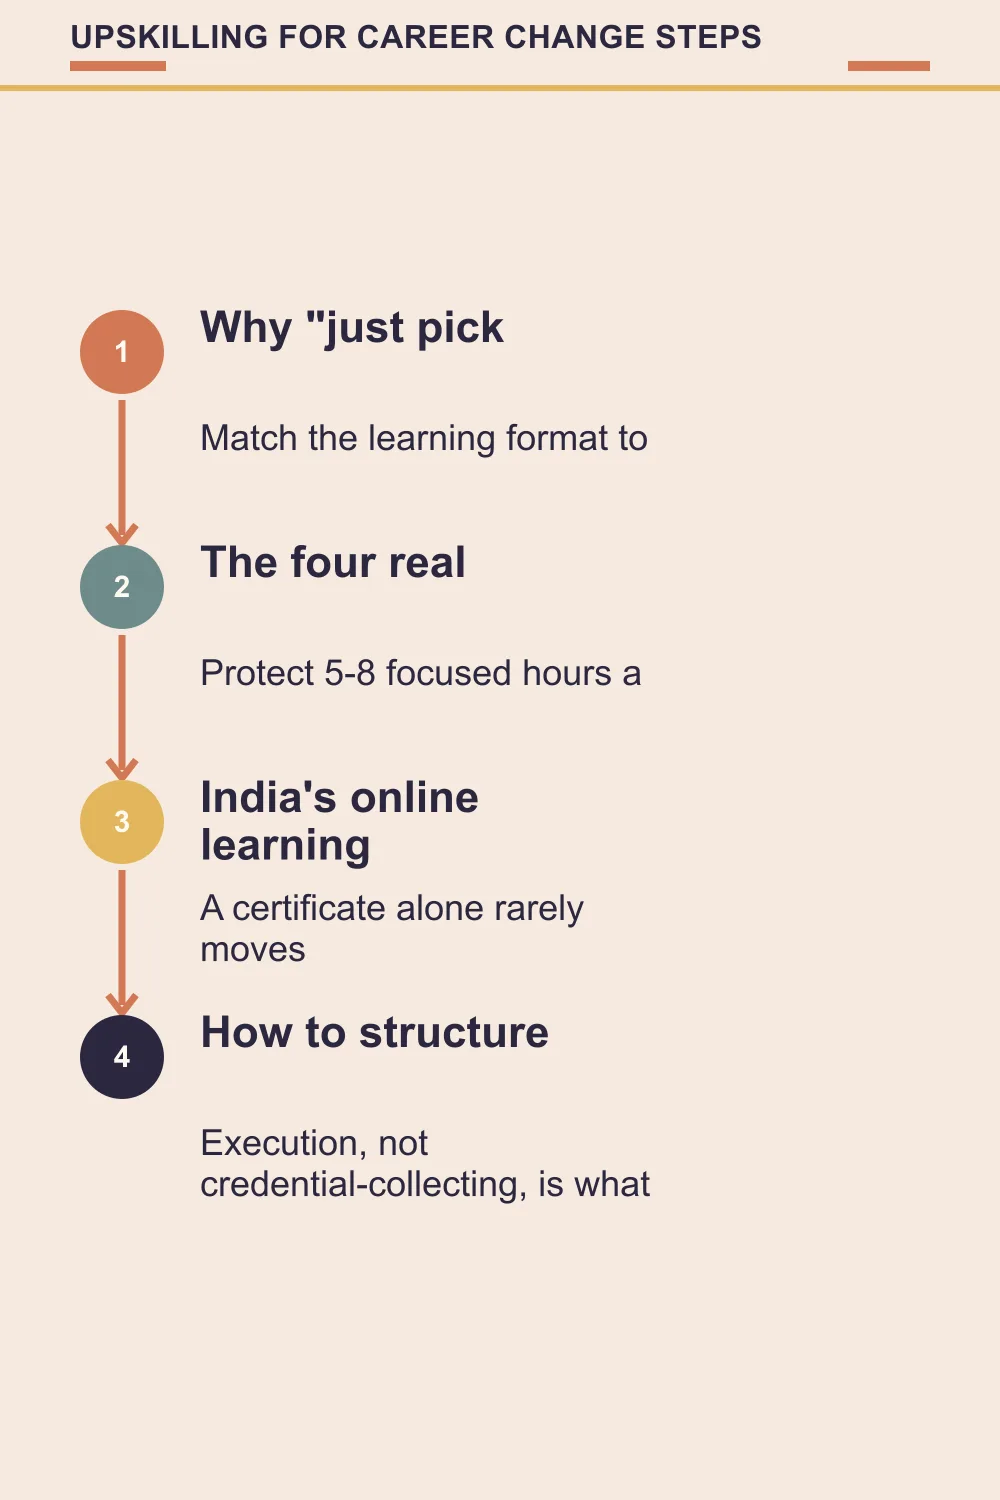 UPSKILLING FOR CAREER CHANGE STEPS
1
Why "just pick
Match the learning format to
2
The four real
Protect 5-8 focused hours a
3
India's online
learning
A certificate alone rarely
moves
4
How to structure
Execution, not
credential-collecting, is what